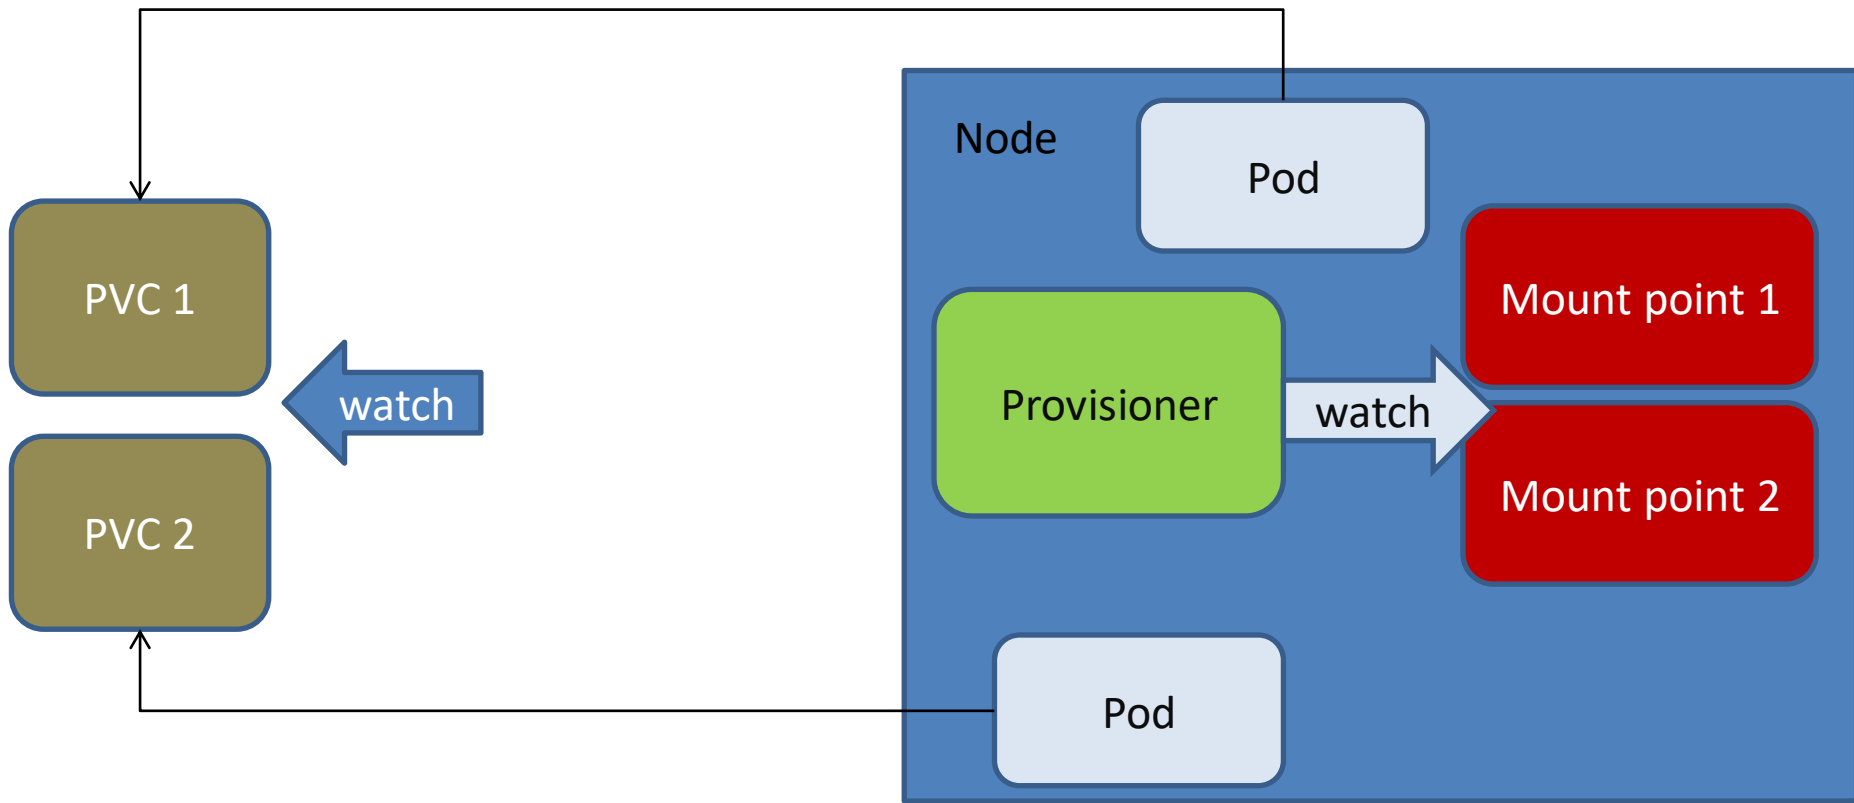 Node
Pod
PVC 1
Mount point 1
watch
Provisioner
watch
PVC 2
Mount point 2
Pod